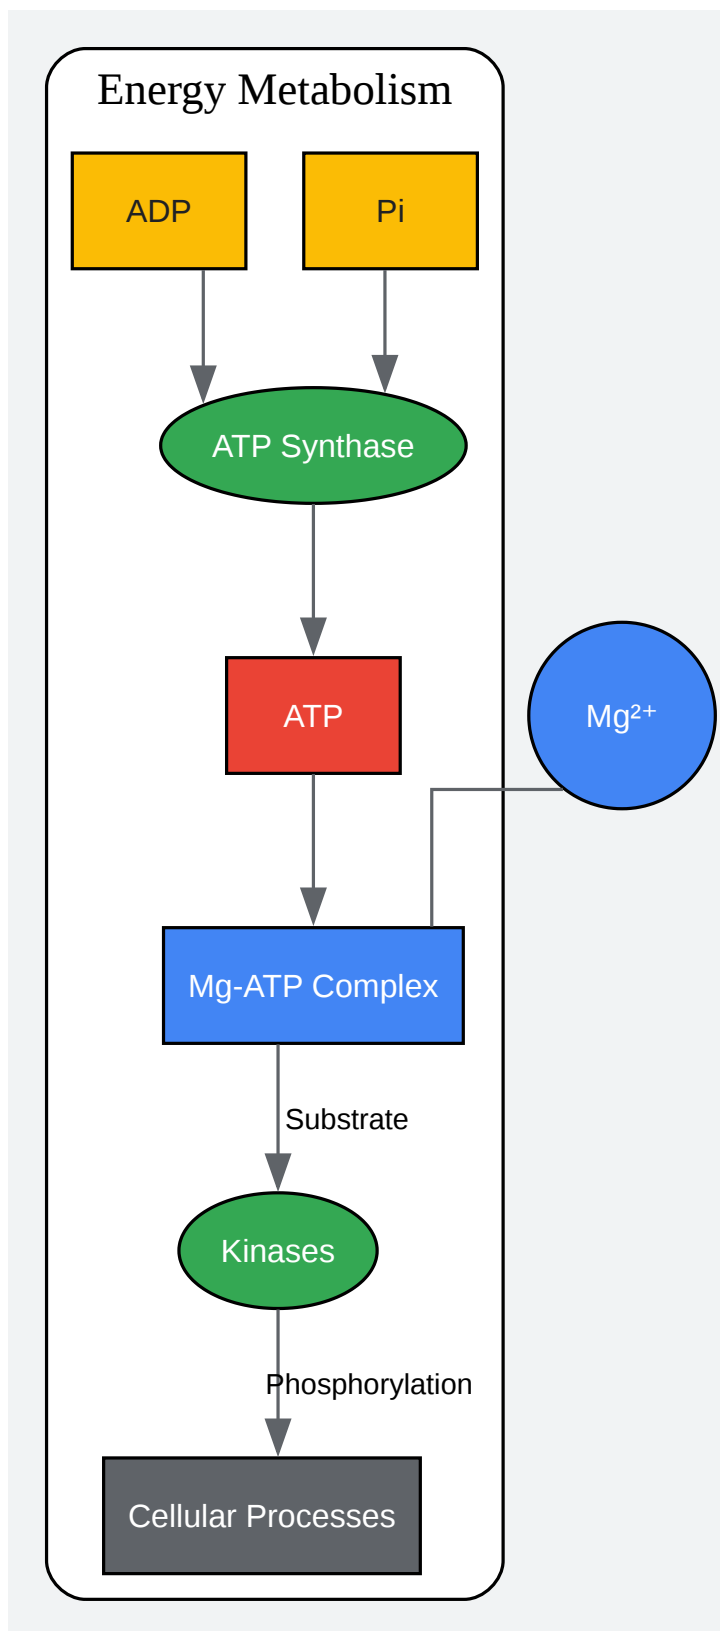 Energy Metabolism
ADP
Pi
ATP Synthase
ATP
Mg²⁺
Mg-ATP Complex
Substrate
Kinases
Phosphorylation
Cellular Processes